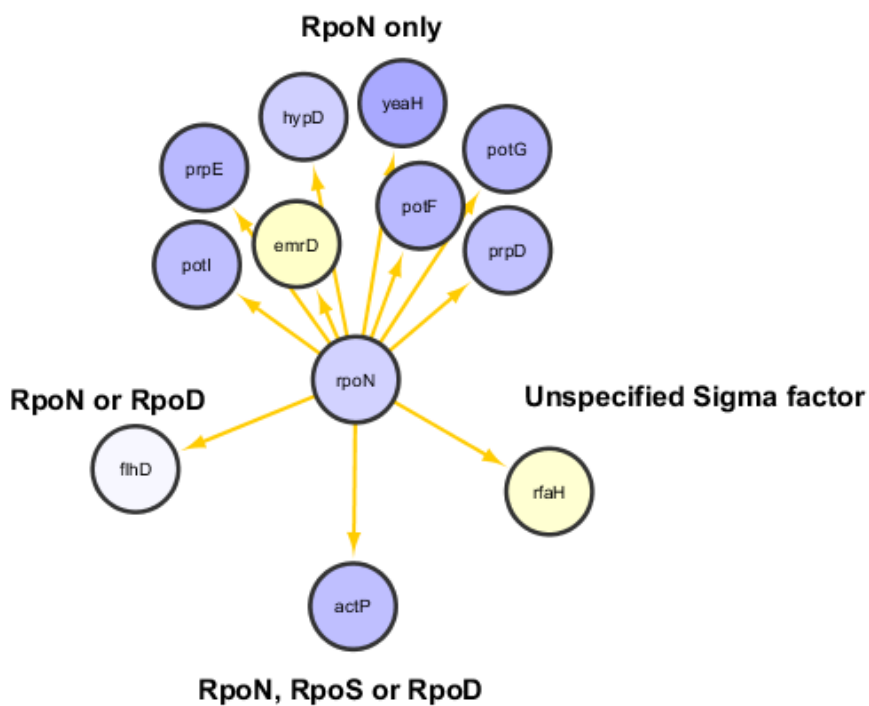 RpoN only
yeaH
hypD
potG
prpE
potF
emrD
prpD
potI
rpoN
RpoN or RpoD
Unspecified Sigma factor
flhD
rfaH
actP
RpoN, RpoS or RpoD